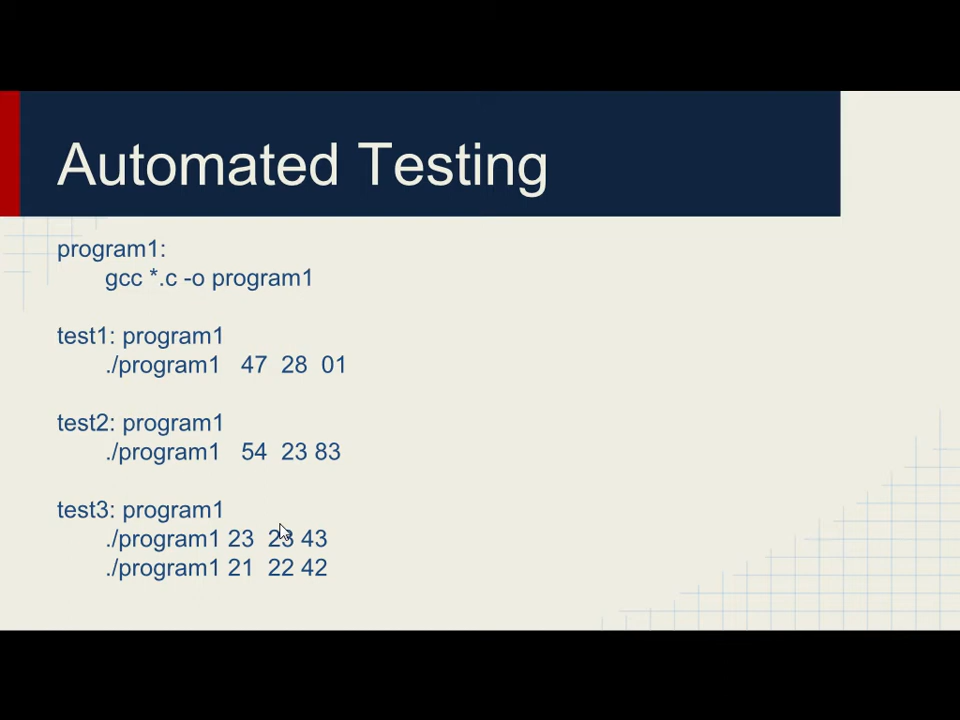 Automated Testing
program1:
gcc *.c -o program1
test1: program1
./program1 47 28 01
test2: program1
./program1 54 23 83
test3: program1
./program1 23 23 43
./program1 21 22 42